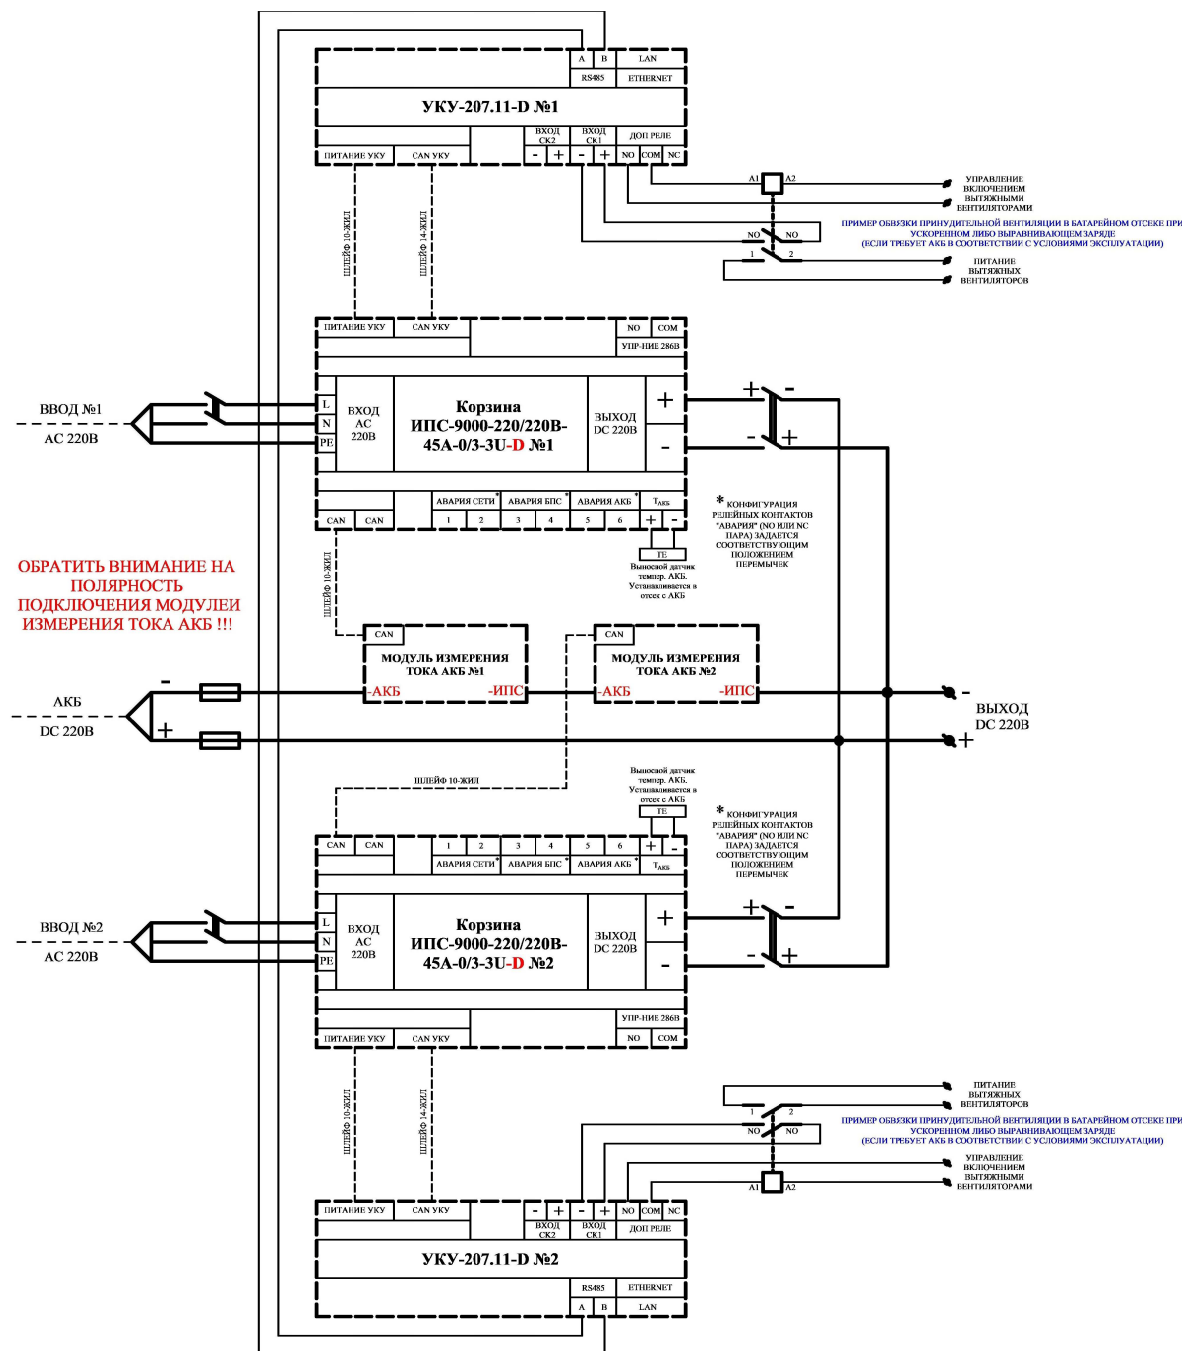 A B LAN
RS485 ETHERNET
УКУ-207.11-D №1
ВХОД СК2 ВХОД СК1 ДОП РЕЛЕ
ПИТАНИЕ УКУ CAN УКУ - + - + NO COM NC
A1 A2
УПРАВЛЕНИЕ
ВКЛЮЧЕНИЕМ
ВЫТЯЖНЫМИ
ВЕНТИЛЯТОРАМИ
ПРИМЕР ОБВЯЗКИ ПРИНУДИТЕЛЬНОЙ ВЕНТИЛЯЦИИ В БАТАРЕЙНОМ ОТСЕКЕ ПРИ
УСКОРЕННОМ ЛИБО ВЫРАВНИВАЮЩЕМ ЗАРЯДЕ
(ЕСЛИ ТРЕБУЕТ АКБ В СООТВЕТСТВИИ С УСЛОВИЯМИ ЭКСПЛУАТАЦИИ)
NO NO
1 2
ПИТАНИЕ
ВЫТЯЖНЫХ
ВЕНТИЛЯТОРОВ
ШЛЕЙФ 10-ЖИЛ
ШЛЕЙФ 14-ЖИЛ
ПИТАНИЕ УКУ CAN УКУ NO COM
УПР-НИЕ 286В
ВВОД №1
AC 220В
L
N
PE
ВХОД
AC
220В
Корзина
ИПС-9000-220/220В-
45А-0/3-3U-D №1
ВЫХОД
DC 220В
+
-
+ -
- +
АВАРИЯ СЕТИ* АВАРИЯ БПС* АВАРИЯ АКБ* TАКБ
CAN CAN 1 2 3 4 5 6 + -
TE
Выносной датчик
темпер. АКБ.
Устанавливается в
отсек с АКБ
* КОНФИГУРАЦИЯ
РЕЛЕЙНЫХ КОНТАКТОВ
"АВАРИЯ" (NO ИЛИ NC
ПАРА) ЗАДАЕТСЯ
СООТВЕТСТВУЮЩИМ
ПОЛОЖЕНИЕМ
ПЕРЕМЫЧЕК
ОБРАТИТЬ ВНИМАНИЕ НА
ПОЛЯРНОСТЬ
ПОДКЛЮЧЕНИЯ МОДУЛЕЙ
ИЗМЕРЕНИЯ ТОКА АКБ !!!
ШЛЕЙФ 10-ЖИЛ
CAN
МОДУЛЬ ИЗМЕРЕНИЯ
ТОКА АКБ №1
-АКБ -ИПС
CAN
МОДУЛЬ ИЗМЕРЕНИЯ
ТОКА АКБ №2
-АКБ -ИПС
АКБ
DC 220В
-
+
-
+
ВЫХОД
DC 220В
ШЛЕЙФ 10-ЖИЛ
Выносной датчик
темпер. АКБ.
Устанавливается в
отсек с АКБ
TE
* КОНФИГУРАЦИЯ
РЕЛЕЙНЫХ КОНТАКТОВ
"АВАРИЯ" (NO ИЛИ NC
ПАРА) ЗАДАЕТСЯ
СООТВЕТСТВУЮЩИМ
ПОЛОЖЕНИЕМ
ПЕРЕМЫЧЕК
CAN CAN 1 2 3 4 5 6 + -
АВАРИЯ СЕТИ* АВАРИЯ БПС* АВАРИЯ АКБ* TАКБ
ВВОД №2
AC 220В
L
N
PE
ВХОД
AC
220В
Корзина
ИПС-9000-220/220В-
45А-0/3-3U-D №2
ВЫХОД
DC 220В
+
-
+ -
- +
УПР-НИЕ 286В
ПИТАНИЕ УКУ CAN УКУ NO COM
ШЛЕЙФ 10-ЖИЛ
ШЛЕЙФ 14-ЖИЛ
ПИТАНИЕ
ВЫТЯЖНЫХ
ВЕНТИЛЯТОРОВ
1 2
NO NO
ПРИМЕР ОБВЯЗКИ ПРИНУДИТЕЛЬНОЙ ВЕНТИЛЯЦИИ В БАТАРЕЙНОМ ОТСЕКЕ ПРИ
УСКОРЕННОМ ЛИБО ВЫРАВНИВАЮЩЕМ ЗАРЯДЕ
(ЕСЛИ ТРЕБУЕТ АКБ В СООТВЕТСТВИИ С УСЛОВИЯМИ ЭКСПЛУАТАЦИИ)
УПРАВЛЕНИЕ
ВКЛЮЧЕНИЕМ
ВЫТЯЖНЫМИ
ВЕНТИЛЯТОРАМИ
A1 A2
ПИТАНИЕ УКУ CAN УКУ - + - + NO COM NC
ВХОД СК2 ВХОД СК1 ДОП РЕЛЕ
УКУ-207.11-D №2
RS485 ETHERNET
A B LAN